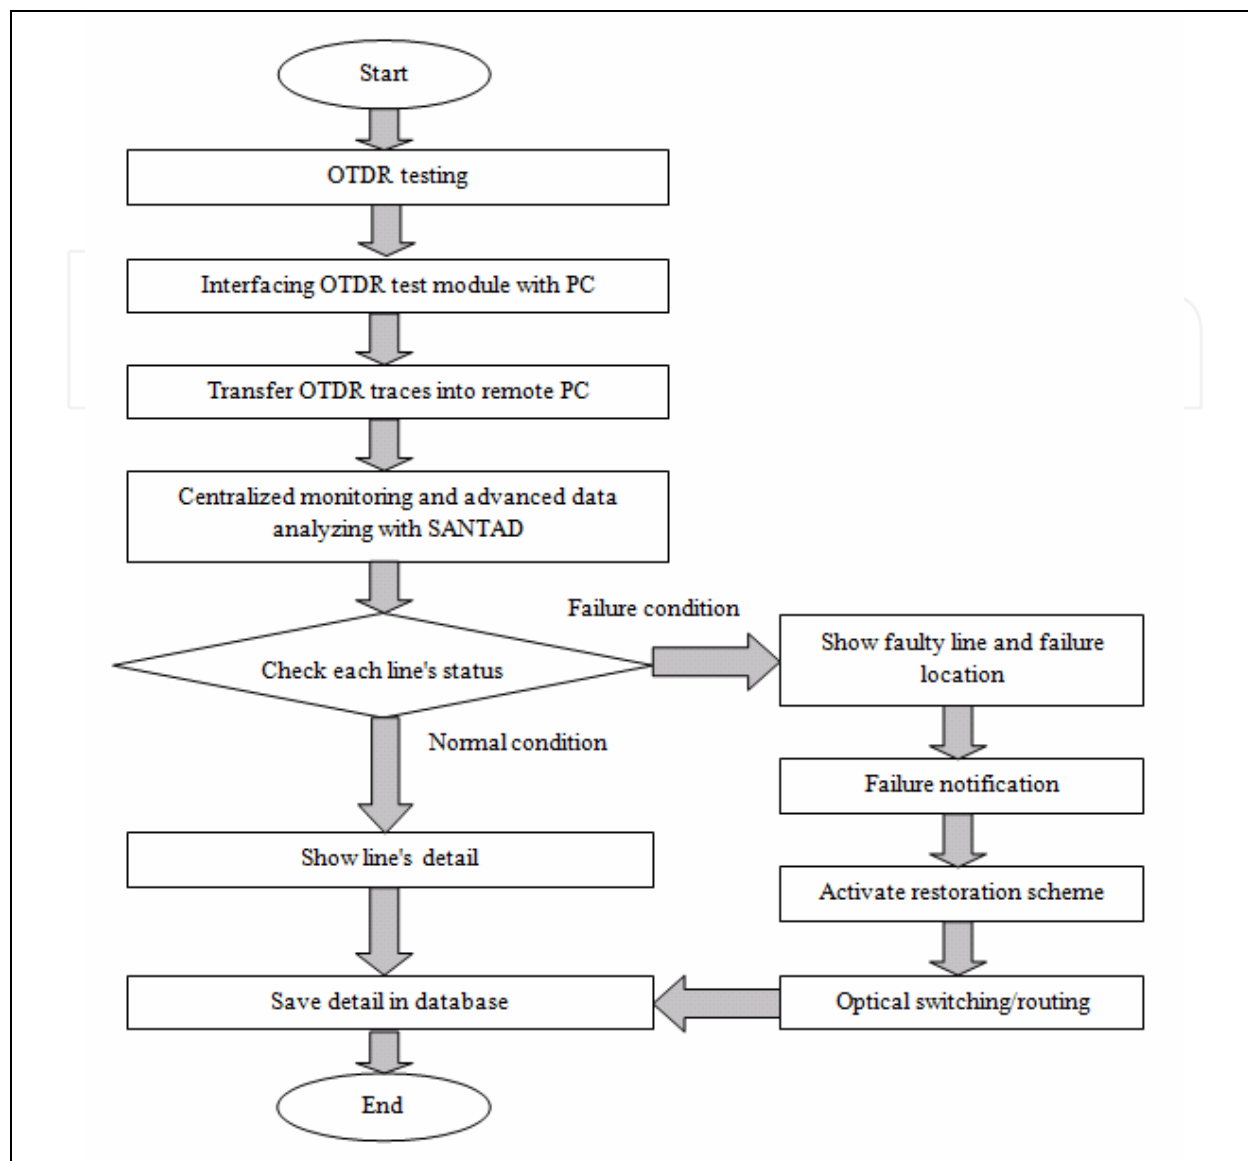 Start
OTDR testing
Interfacing OTDR test module with PC
Transfer OTDR traces into remote PC
Centralized monitoring and advanced data
analyzing with SANTAD
Check each line's status
Failure condition
Show faulty line and failure
location
Failure notification
Activate restoration scheme
Optical switching/routing
Normal condition
Show line's detail
Save detail in database
End